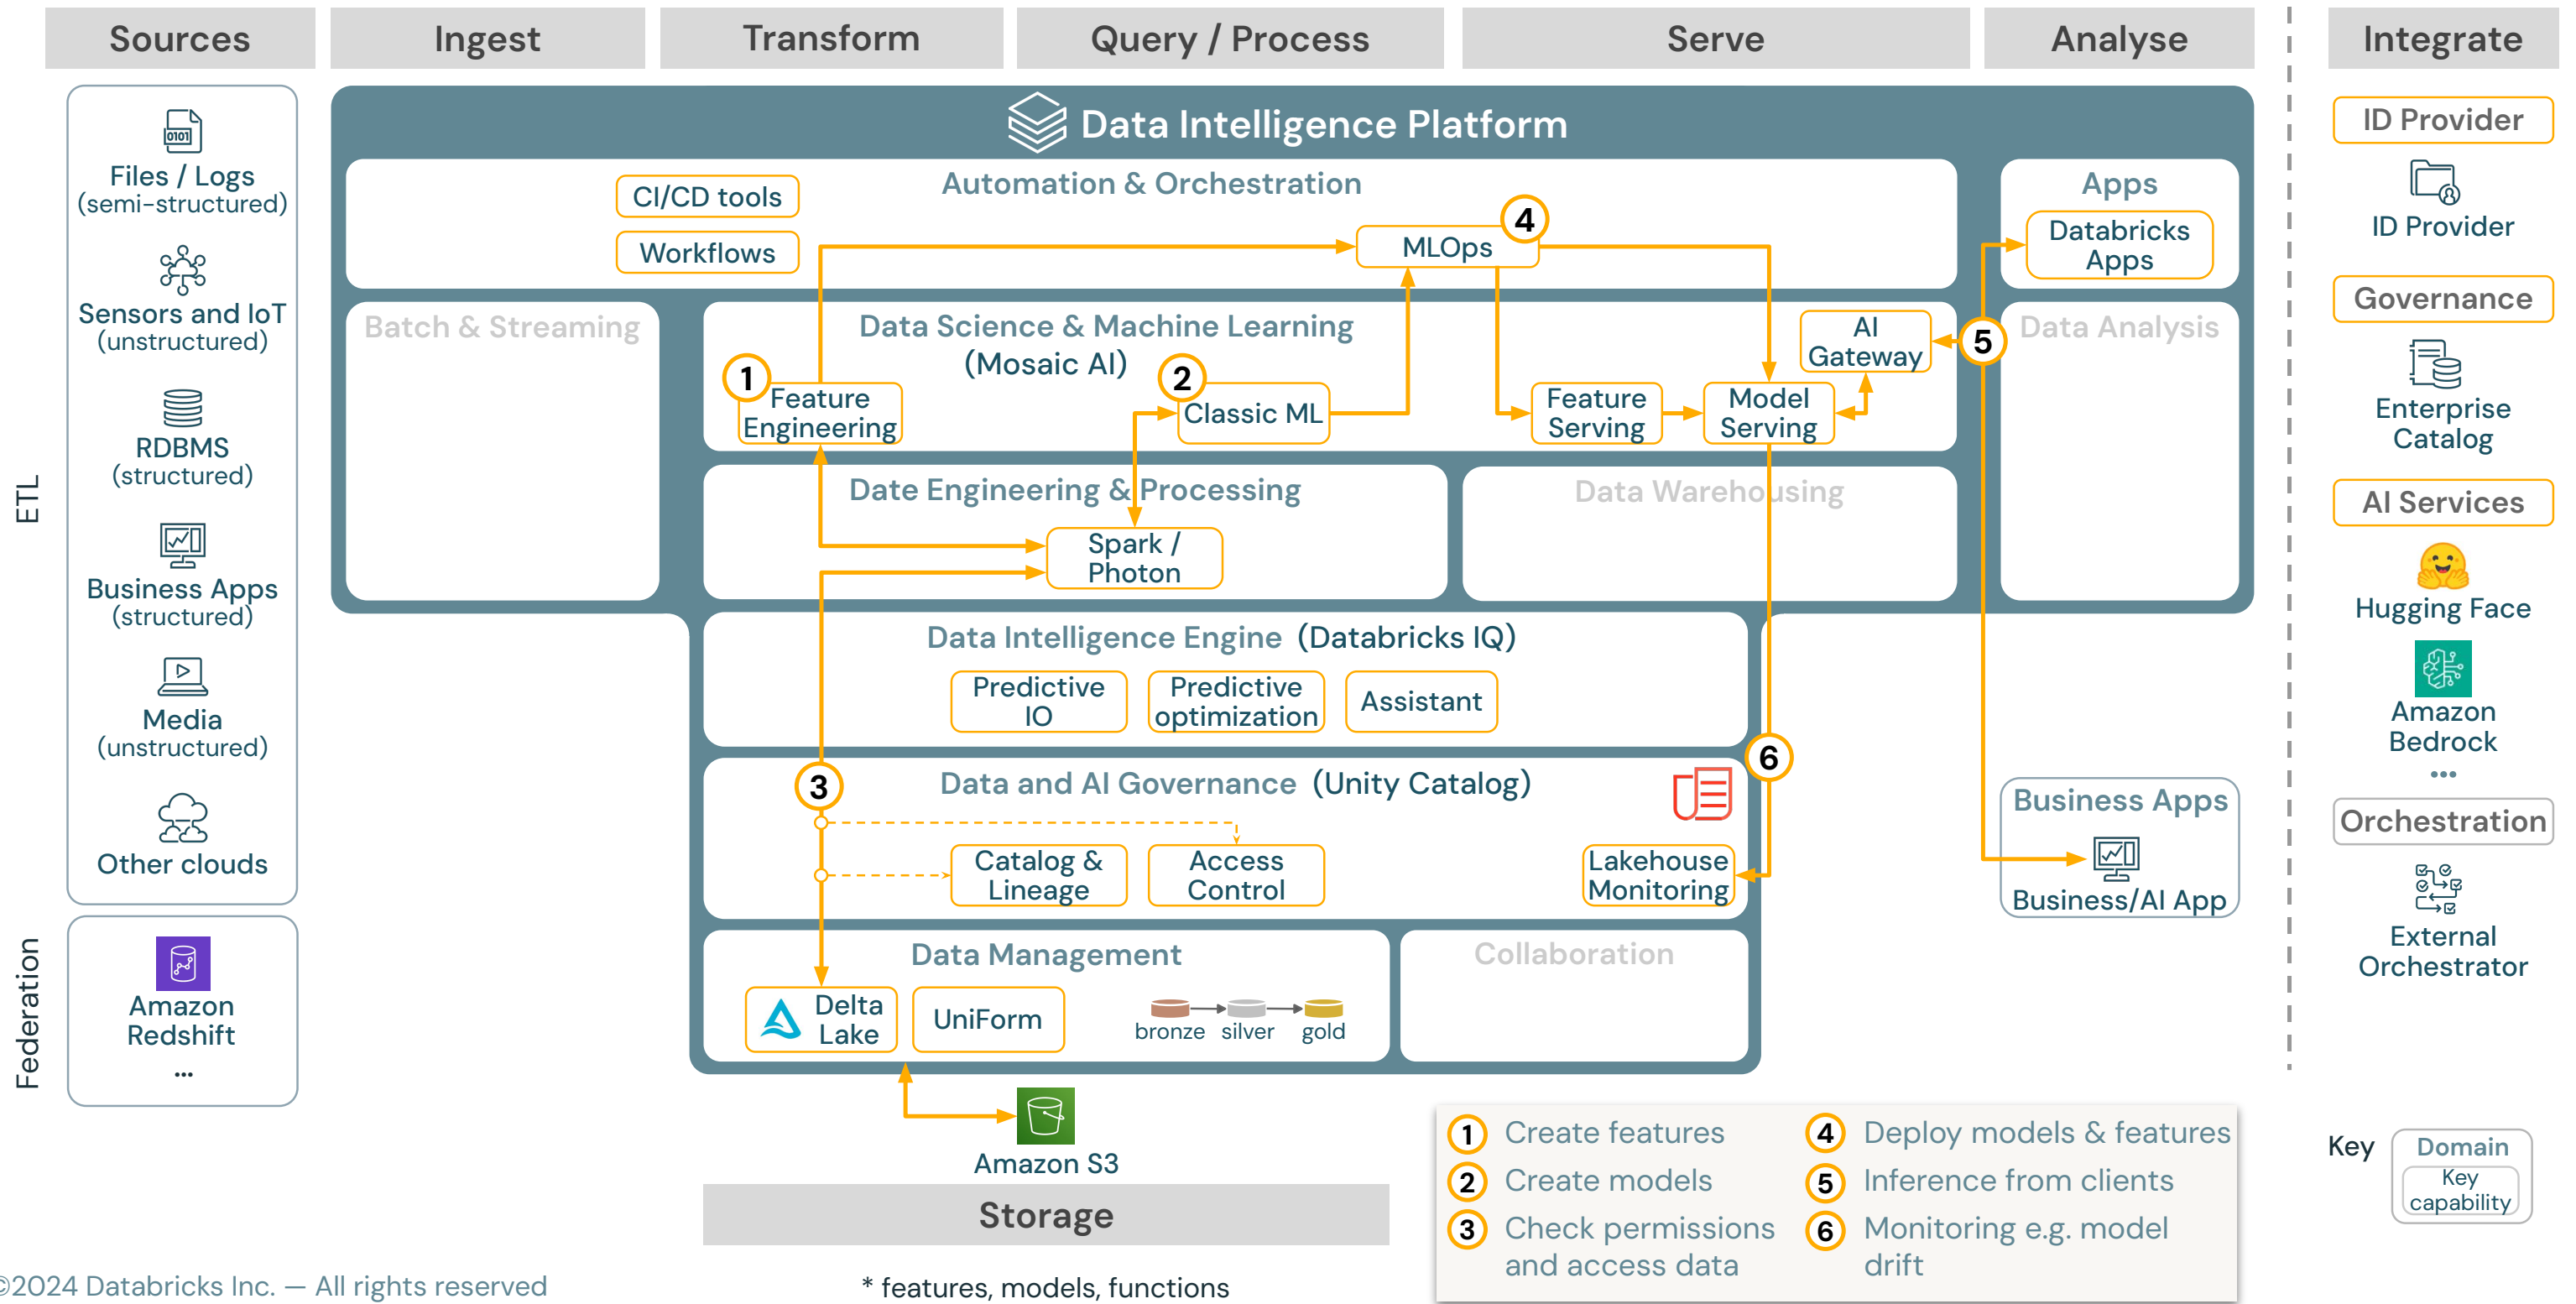 Sources
Ingest
Transform
Query / Process
Serve
Analyse
Integrate
ETL
Federation
0101
Files / Logs
(semi-structured)
Sensors and IoT
(unstructured)
RDBMS
(structured)
Business Apps
(structured)
Media
(unstructured)
Other clouds
Amazon
Redshift
...
Data Intelligence Platform
Automation & Orchestration
CI/CD tools
Workflows
MLOps
4
Apps
Databricks
Apps
Batch & Streaming
Data Science & Machine Learning
(Mosaic AI)
1
Feature
Engineering
2
Classic ML
Feature
Serving
Model
Serving
AI
Gateway
5
Data Analysis
Date Engineering & Processing
Spark /
Photon
Data Warehousing
Data Intelligence Engine (Databricks IQ)
Predictive
IO
Predictive
optimization
Assistant
3
Data and AI Governance (Unity Catalog)
6
Catalog &
Lineage
Access
Control
Lakehouse
Monitoring
Data Management
Delta
Lake
UniForm
bronze
silver
gold
Collaboration
Business Apps
Business/AI App
Amazon S3
Storage
* features, models, functions
ID Provider
ID Provider
Governance
Enterprise
Catalog
AI Services
Hugging Face
Amazon
Bedrock
...
Orchestration
External
Orchestrator
1 Create features
2 Create models
3 Check permissions
and access data
4 Deploy models & features
5 Inference from clients
6 Monitoring e.g. model
drift
Key
Domain
Key
capability
©2024 Databricks Inc. — All rights reserved